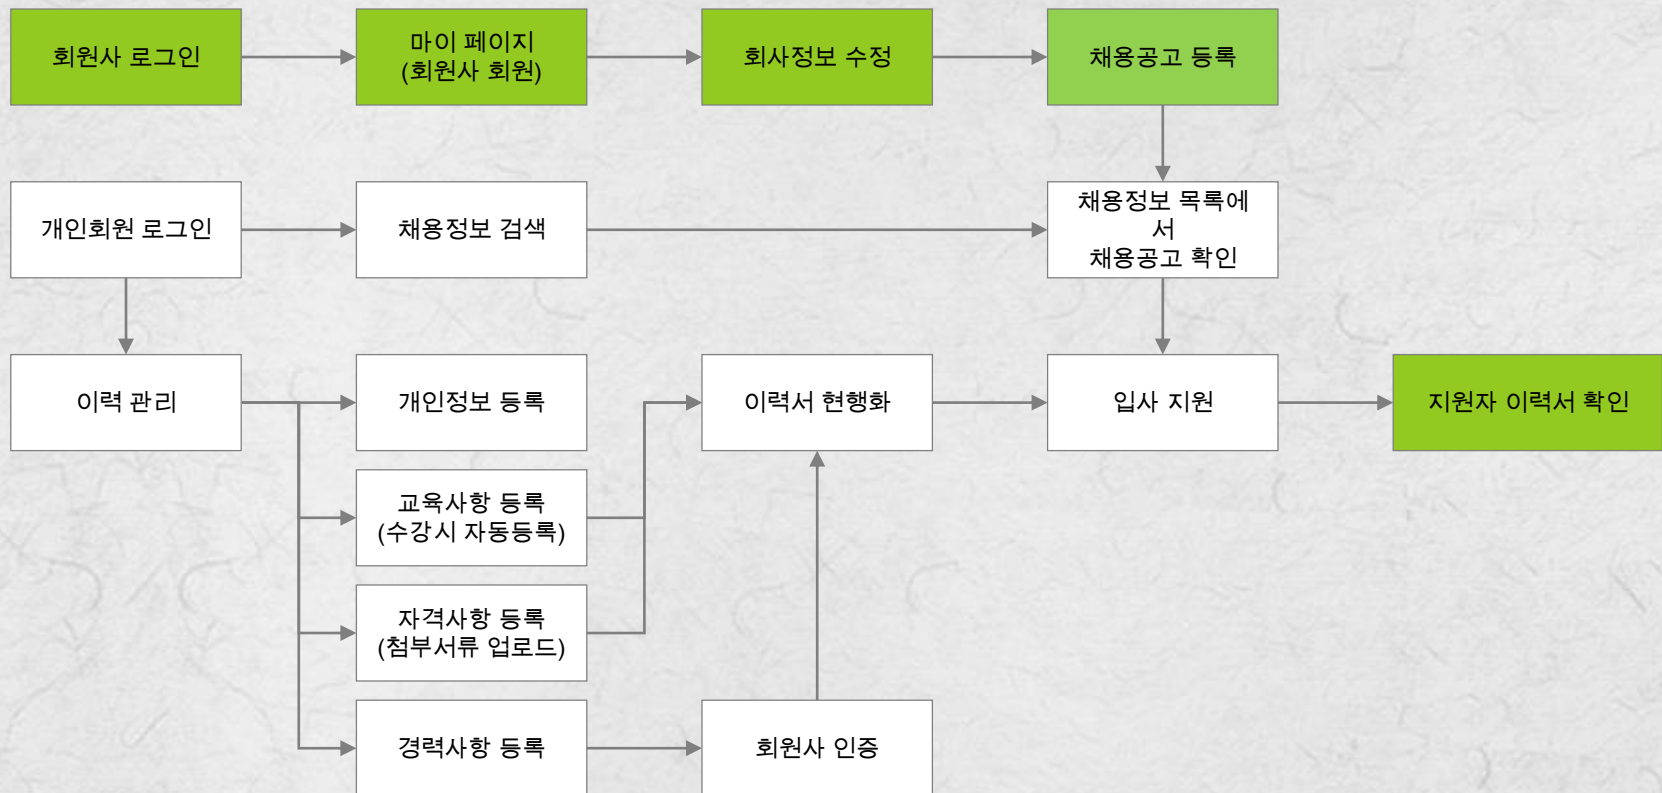 회원사 로그인
마이 페이지
(회원사 회원)
회사정보 수정
채용공고 등록
개인회원 로그인
채용정보 검색
채용정보 목록에
서
채용공고 확인
이력 관리
개인정보 등록
이력서 현행화
입사 지원
지원자 이력서 확인
교육사항 등록
(수강시 자동등록)
자격사항 등록
(첨부서류 업로드)
경력사항 등록
회원사 인증